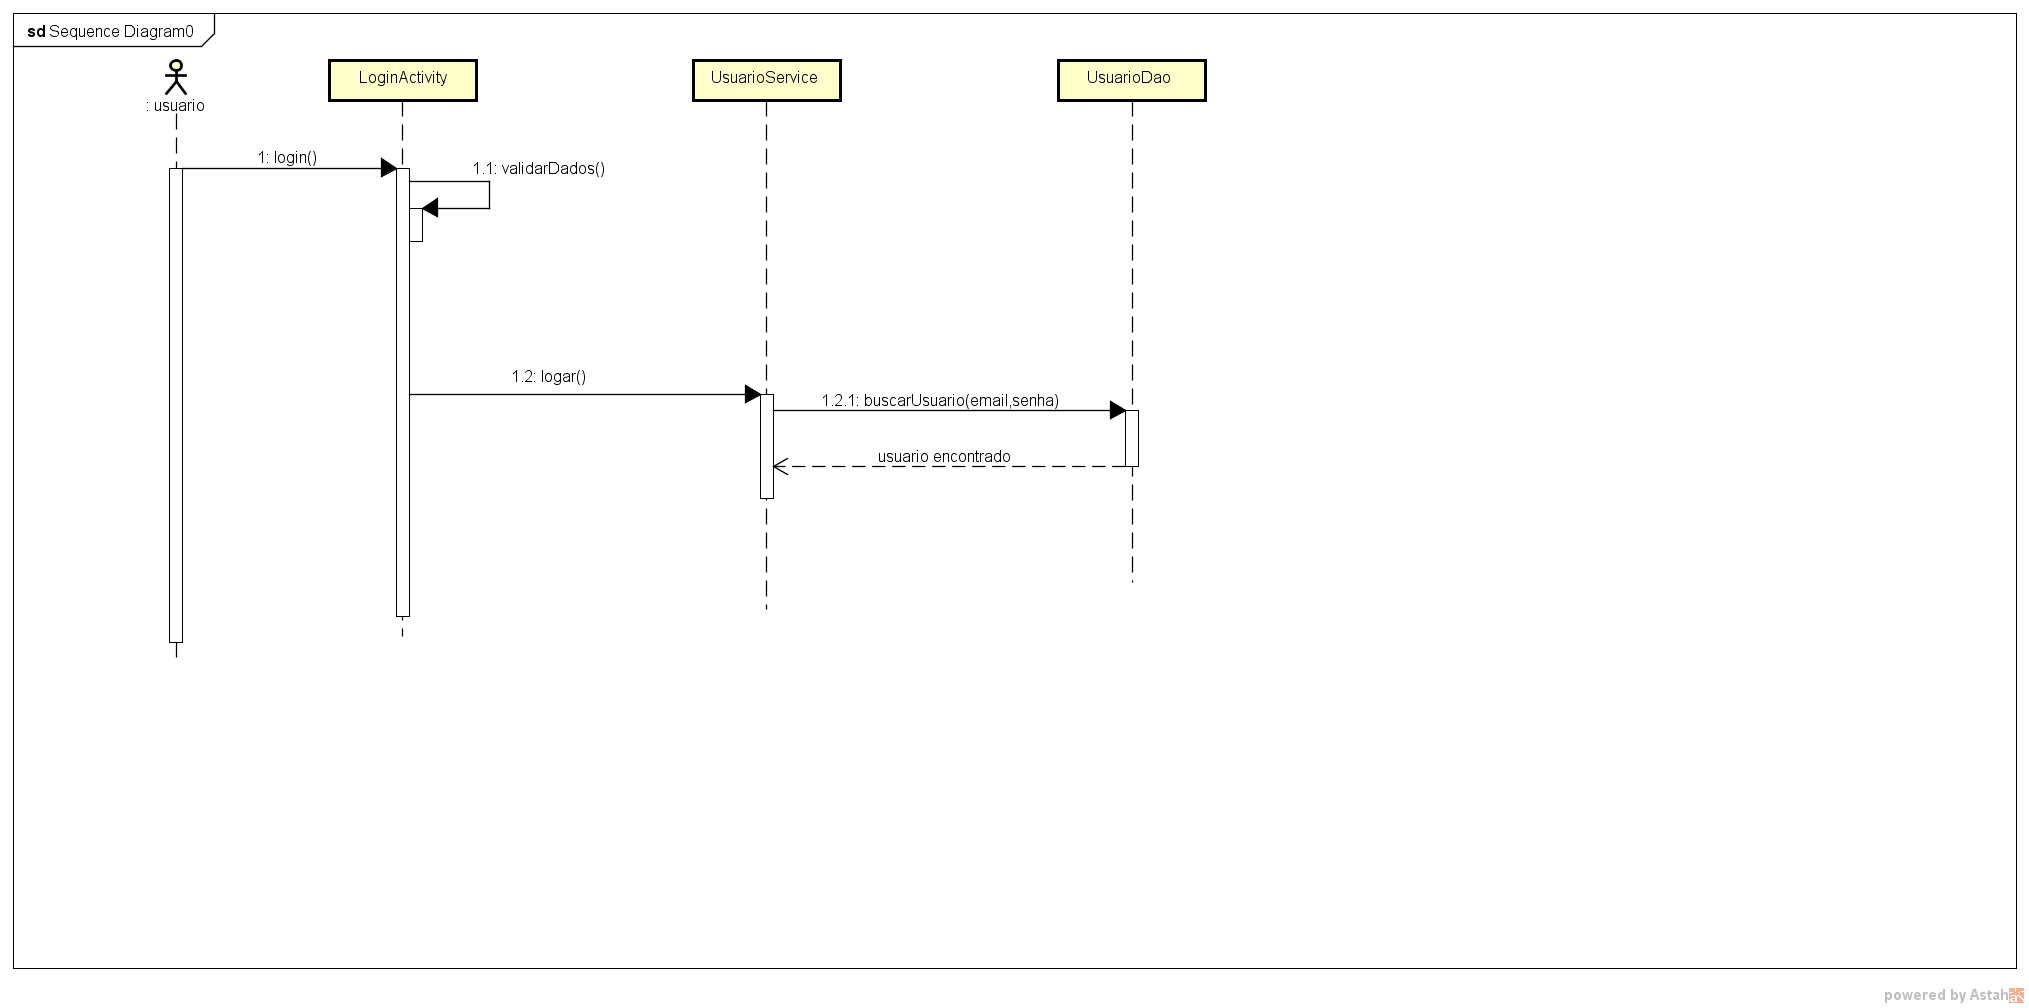 sd Sequence Diagram0
: usuario
LoginActivity
UsuarioService
UsuarioDao
1: login()
1.1: validarDados()
1.2: logar()
1.2.1: buscarUsuario(email,senha)
usuario encontrado
powered by Astah